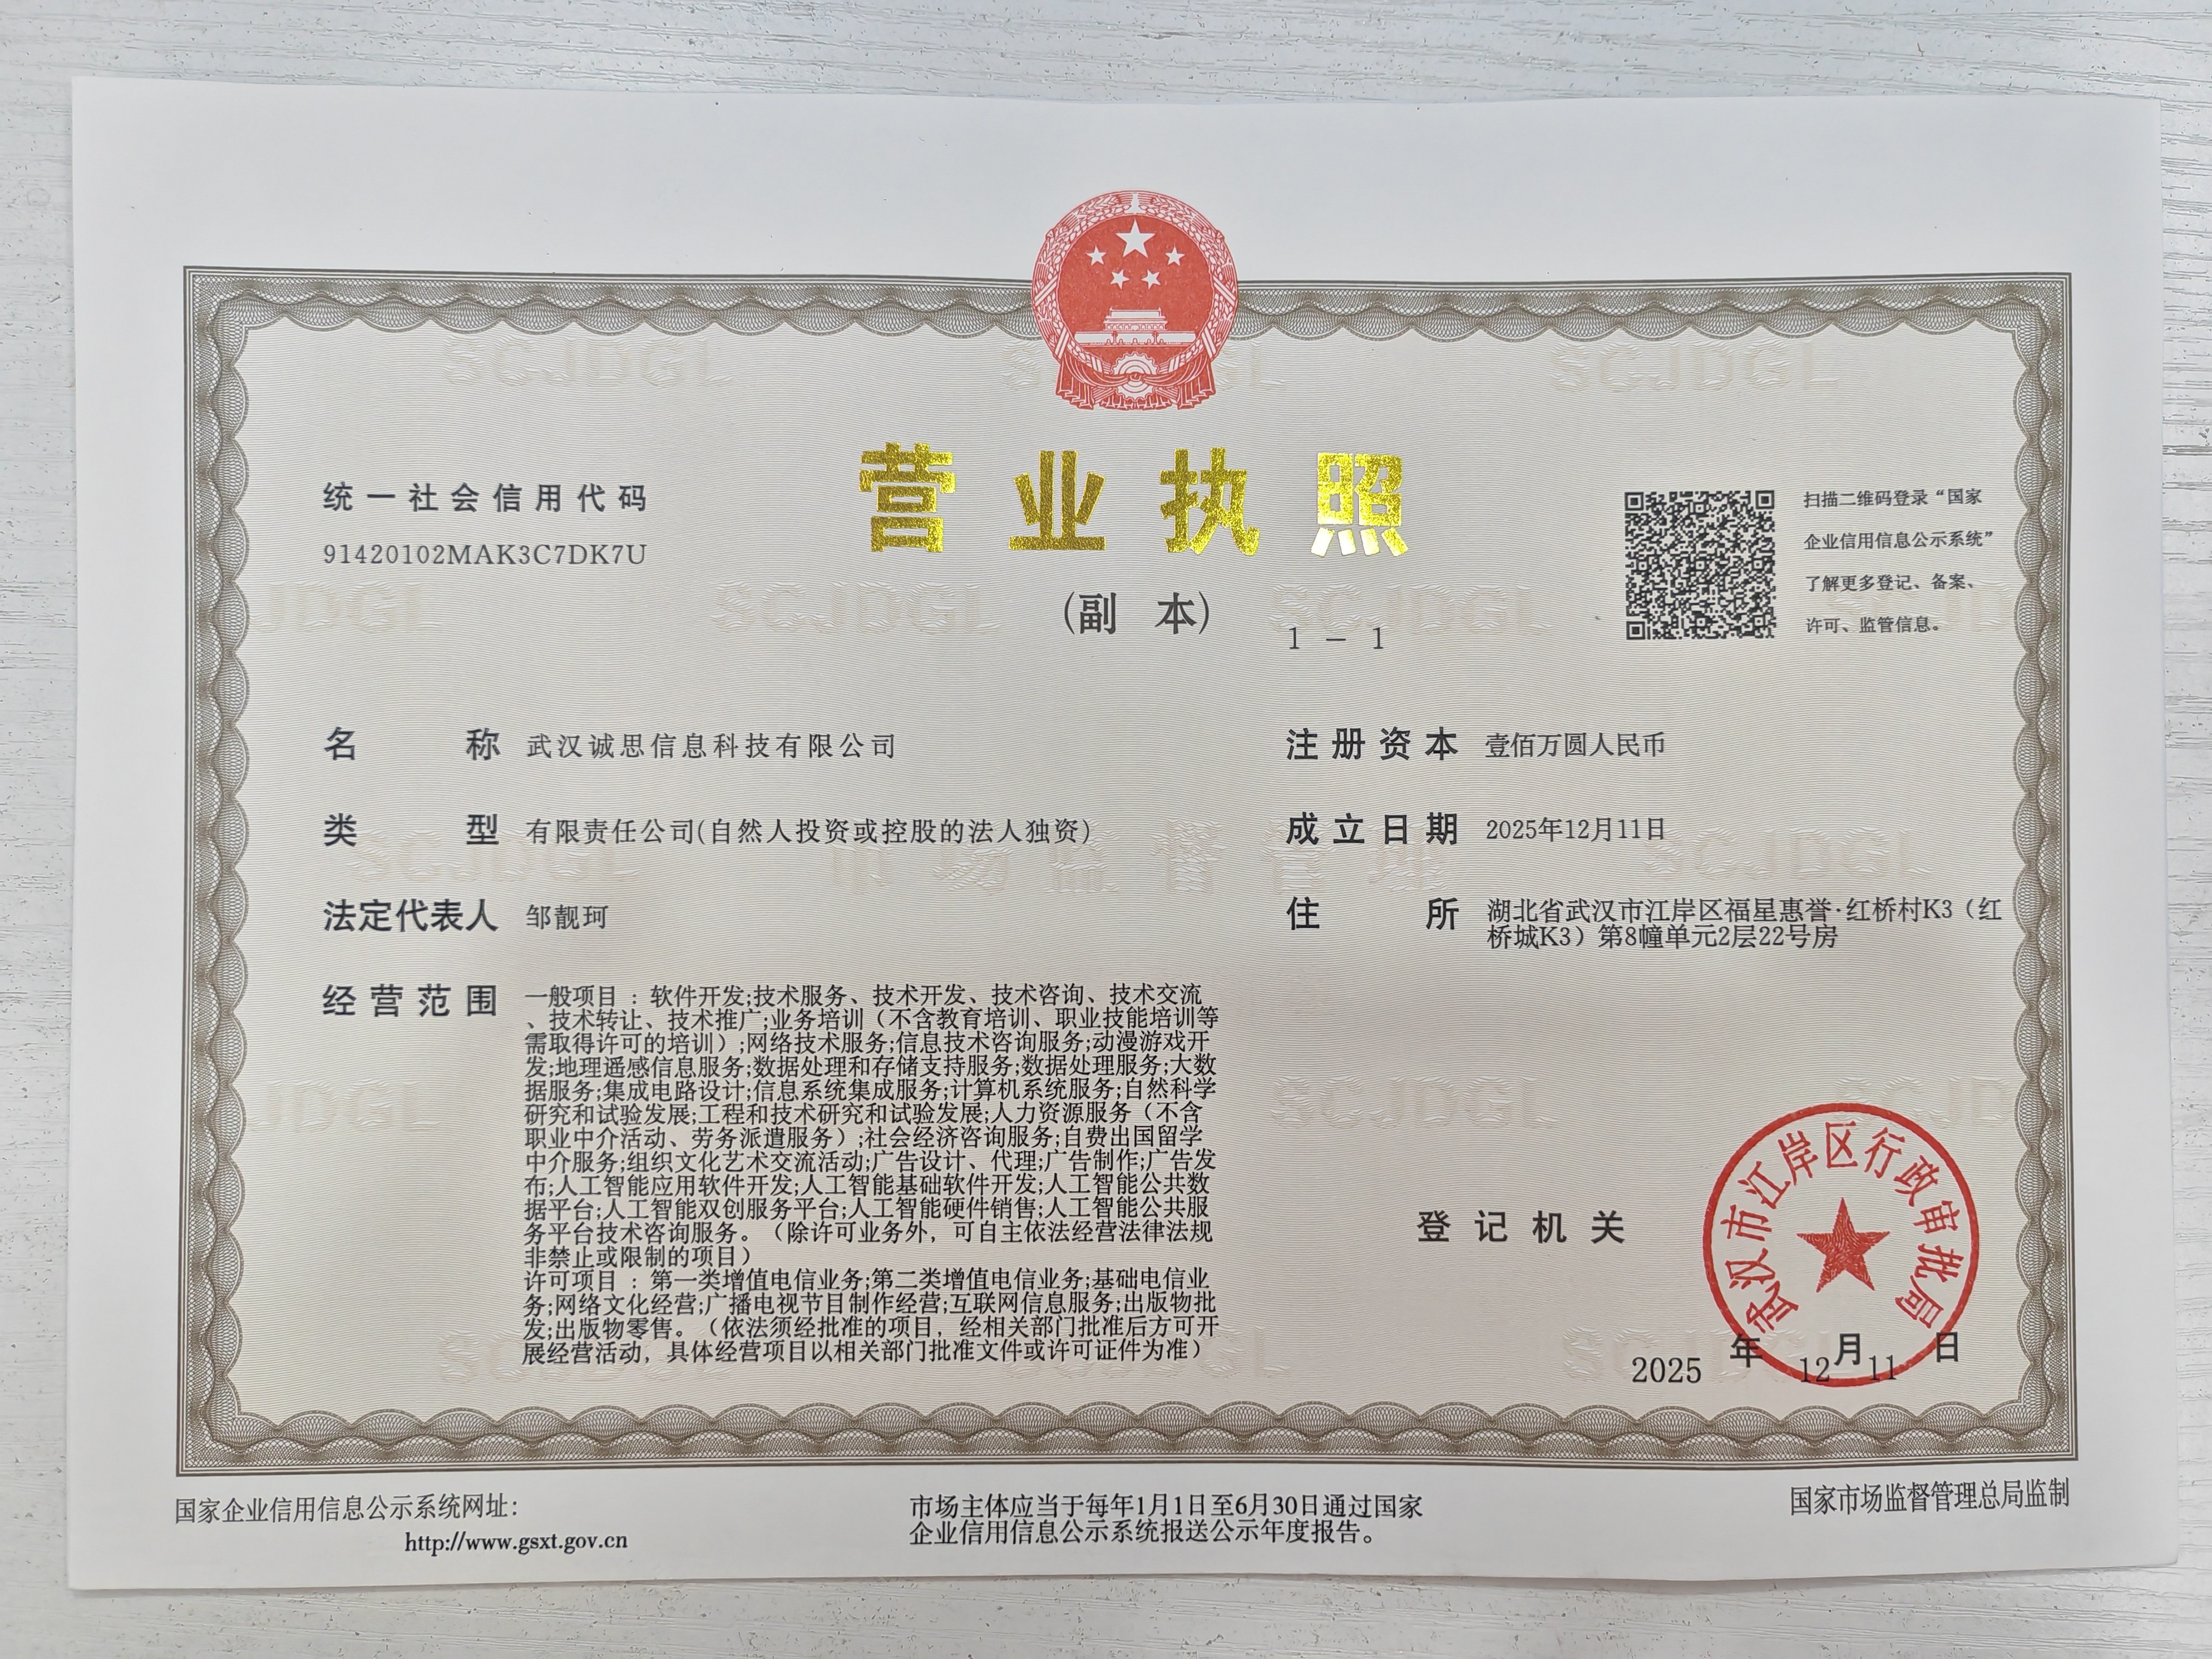 营业执照
(副 本)
1－1
统一社会信用代码
91420102MAK3C7DK7U
扫描二维码登录“国家
企业信用信息公示系统”
了解更多登记、备案、
许可、监管信息。
名 称 武汉诚思信息科技有限公司
类 型 有限责任公司(自然人投资或控股的法人独资)
法定代表人 邹靓珂
经营范围 一般项目：软件开发;技术服务、技术开发、技术咨询、技术交流
、技术转让、技术推广;业务培训（不含教育培训、职业技能培训等
需取得许可的培训）;网络技术服务;信息技术咨询服务;动漫游戏开
发;地理遥感信息服务;数据处理和存储支持服务;数据处理服务;大数
据服务;集成电路设计;信息系统集成服务;计算机系统服务;自然科学
研究和试验发展;工程和技术研究和试验发展;人力资源服务（不含
职业中介活动、劳务派遣服务）;社会经济咨询服务;自费出国留学
中介服务;组织文化艺术交流活动;广告设计、代理;广告制作;广告发
布;人工智能应用软件开发;人工智能基础软件开发;人工智能公共数
据平台;人工智能双创服务平台;人工智能硬件销售;人工智能公共服
务平台技术咨询服务。（除许可业务外，可自主依法经营法律法规
非禁止或限制的项目）
许可项目：第一类增值电信业务;第二类增值电信业务;基础电信业
务;网络文化经营;广播电视节目制作经营;互联网信息服务;出版物批
发;出版物零售。（依法须经批准的项目，经相关部门批准后方可开
展经营活动，具体经营项目以相关部门批准文件或许可证件为准）
注册资本 壹佰万圆人民币
成立日期 2025年12月11日
住 所 湖北省武汉市江岸区福星惠誉·红桥村K3（红
桥城K3）第8幢单元2层22号房
登记机关
武汉市江岸区行政审批局
2025 年 12 月 11 日
国家企业信用信息公示系统网址：
http://www.gsxt.gov.cn
市场主体应当于每年1月1日至6月30日通过国家
企业信用信息公示系统报送公示年度报告。
国家市场监督管理总局监制